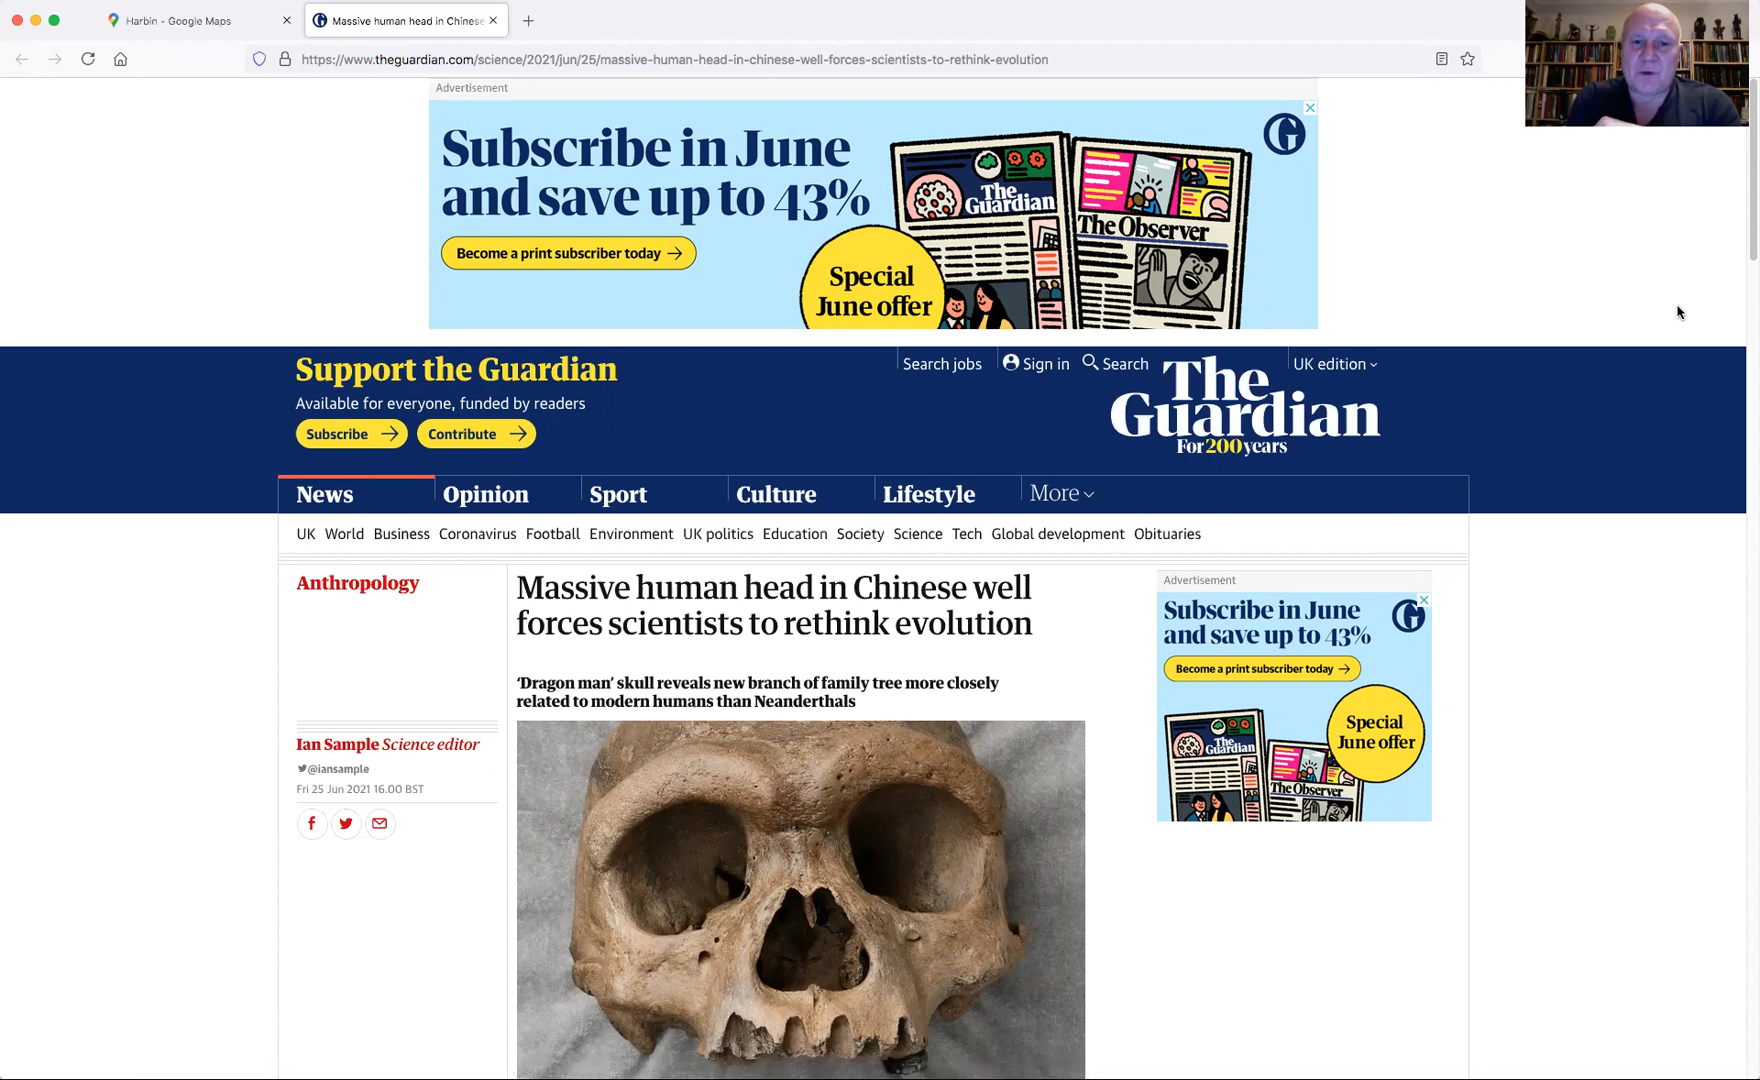 Harbin - Google Maps
Massive human head in Chinese
https://www.theguardian.com/science/2021/jun/25/massive-human-head-in-chinese-well-forces-scientists-to-rethink-evolution
Advertisement
Subscribe in June
and save up to 43%
Become a print subscriber today
Special
June offer
The
Guardian
The Observer
Support the Guardian
Available for everyone, funded by readers
Subscribe
Contribute
Search jobs
Sign in
Search
UK edition
The
Guardian
For 200 years
News
Opinion
Sport
Culture
Lifestyle
More
UK World Business Coronavirus Football Environment UK politics Education Society Science Tech Global development Obituaries
Anthropology
Massive human head in Chinese well
forces scientists to rethink evolution
'Dragon man' skull reveals new branch of family tree more closely
related to modern humans than Neanderthals
Ian Sample Science editor
@iansample
Fri 25 Jun 2021 16.00 BST
Advertisement
Subscribe in June
and save up to 43%
Become a print subscriber today
Special
June offer
The
Guardian
The Observer